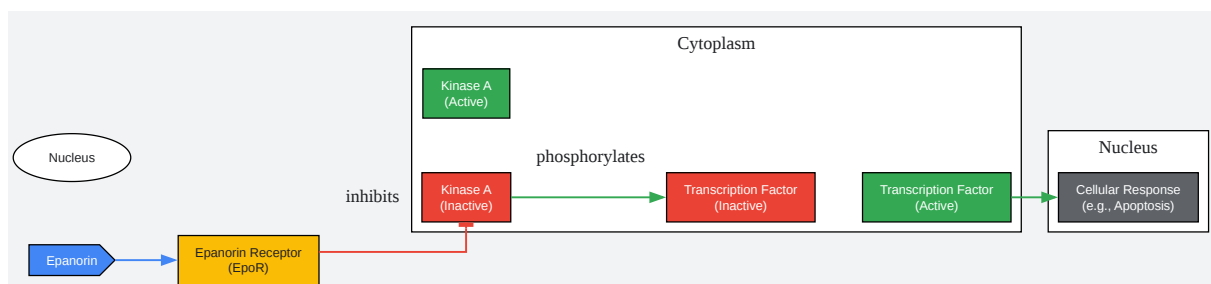 Cytoplasm
Kinase A
(Active)
Nucleus
phosphorylates
Nucleus
inhibits
Kinase A
(Inactive)
Transcription Factor
(Inactive)
Transcription Factor
(Active)
Cellular Response
(e.g., Apoptosis)
Epanorin
Epanorin Receptor
(EpoR)